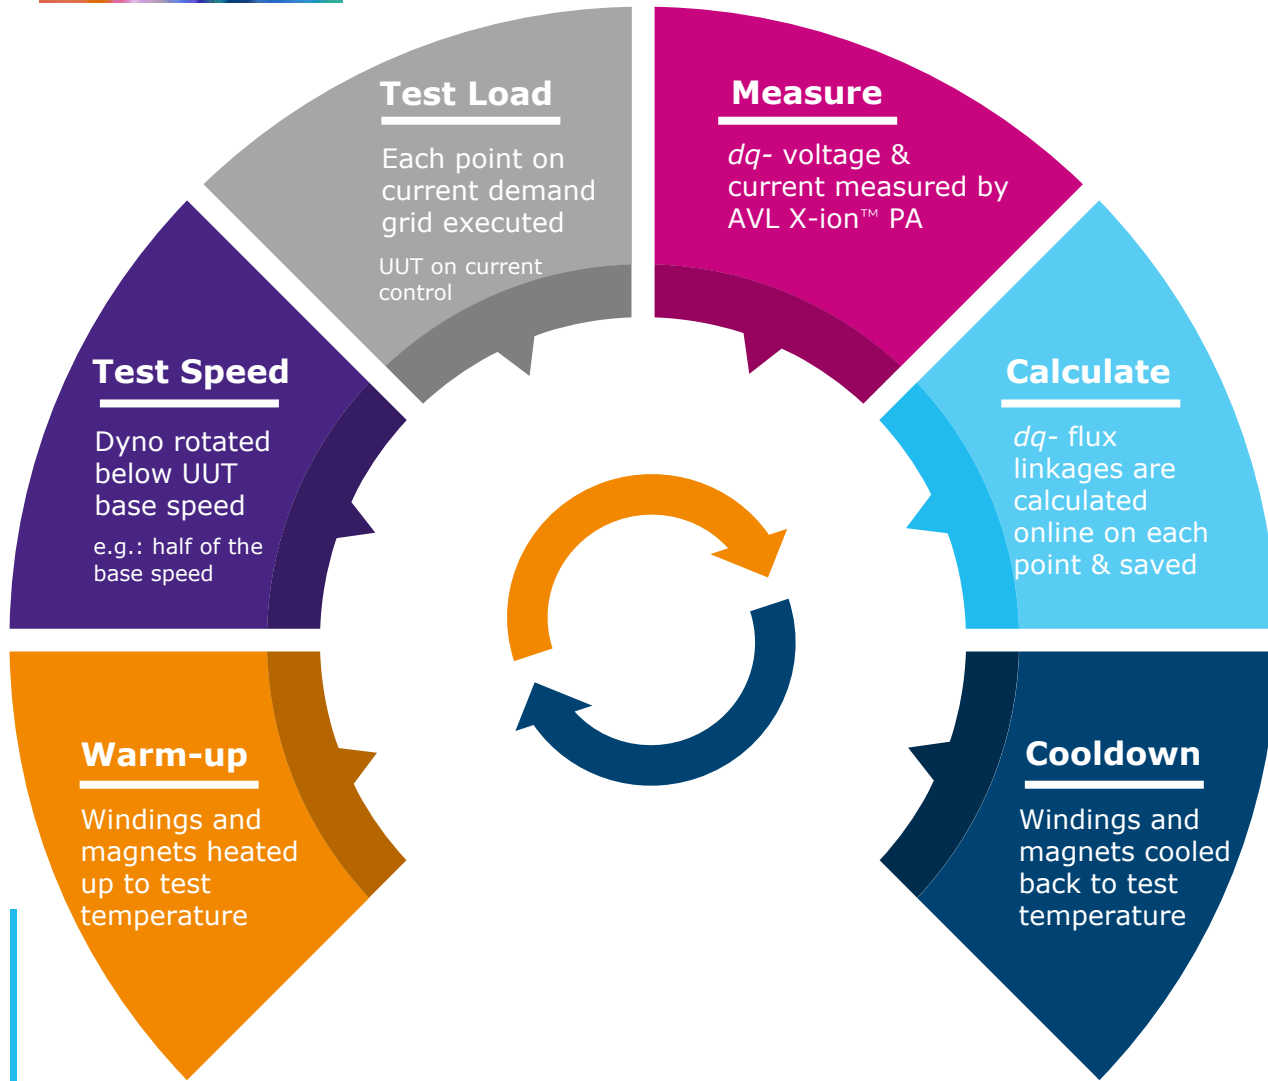 Test Load
Each point on
current demand
grid executed
UUT on current
control
Measure
dq- voltage &
current measured by
AVL X-ion™ PA
Test Speed
Dyno rotated
below UUT
base speed
e.g.: half of the
base speed
Calculate
dq- flux
linkages are
calculated
online on each
point & saved
Warm-up
Windings and
magnets heated
up to test
temperature
Cooldown
Windings and
magnets cooled
back to test
temperature